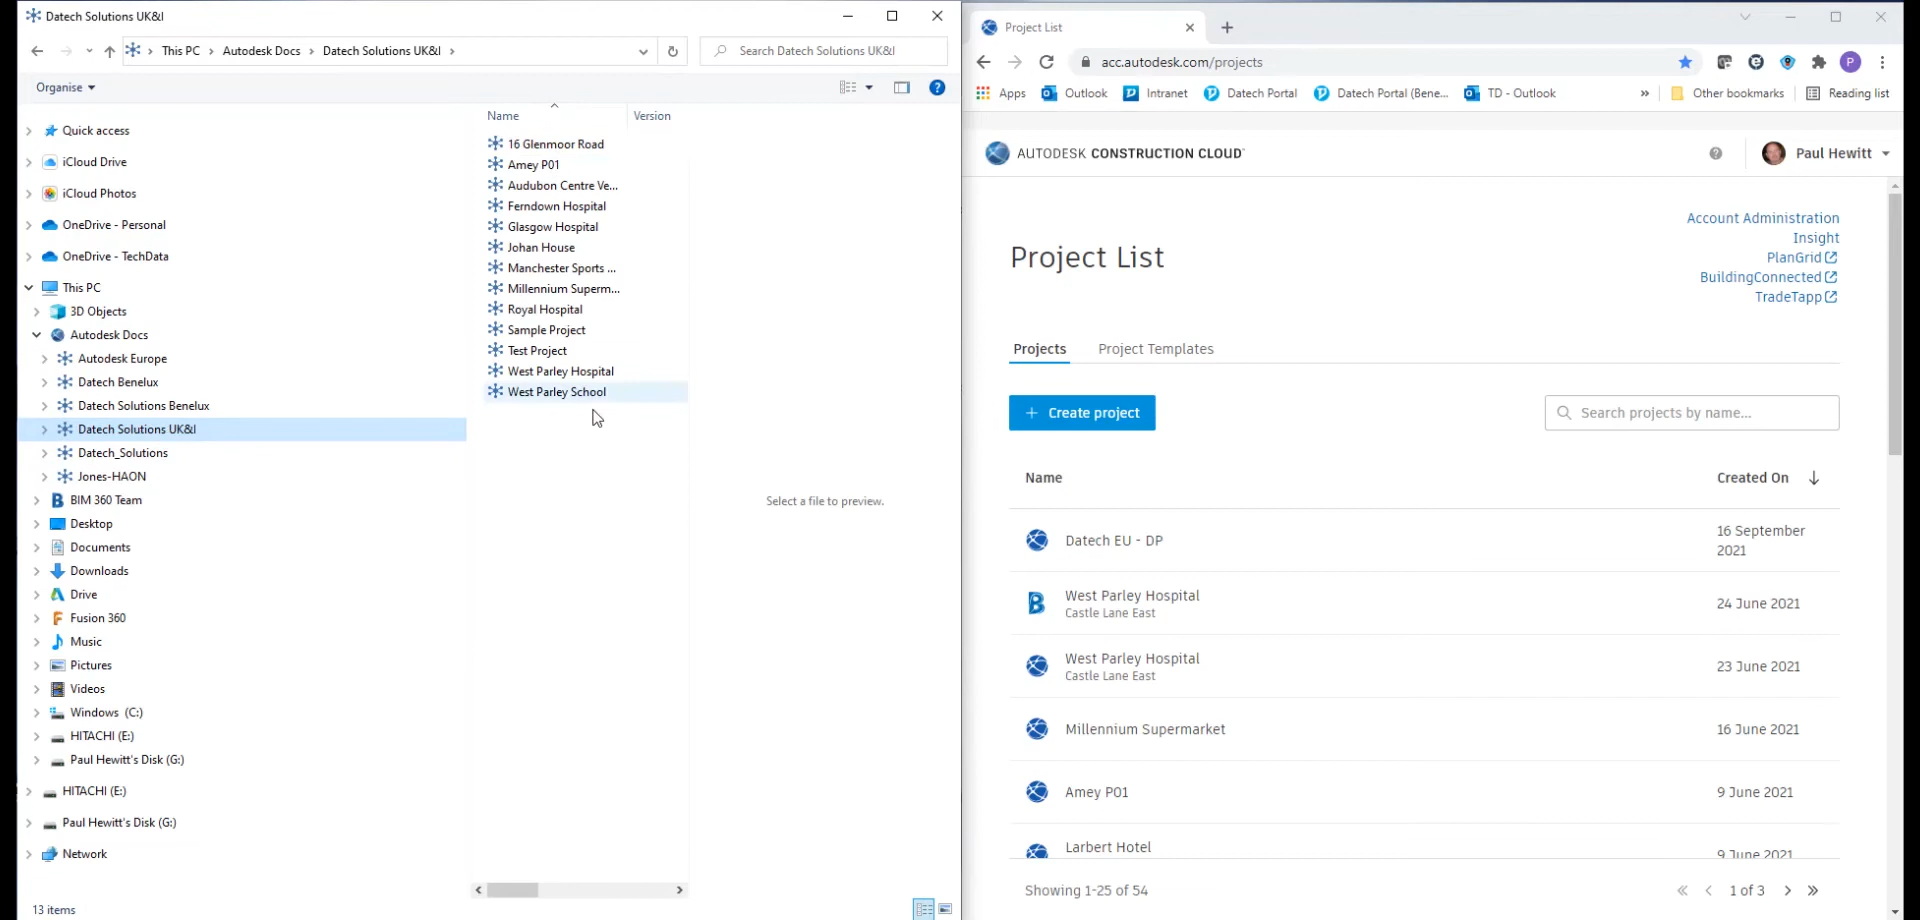 Datech Solutions UK&I
This PC
Autodesk Docs
Datech Solutions UK&I
Search Datech Solutions UK&I
Organise
Name
Version
Quick access
iCloud Drive
iCloud Photos
OneDrive - Personal
OneDrive - TechData
This PC
3D Objects
Autodesk Docs
Autodesk Europe
Datech Benelux
Datech Solutions Benelux
Datech Solutions UK&I
Datech_Solutions
Jones-HAON
BIM 360 Team
Desktop
Documents
Downloads
Drive
Fusion 360
Music
Pictures
Videos
Windows (C:)
HITACHI (E:)
Paul Hewitt's Disk (G:)
HITACHI (E:)
Paul Hewitt's Disk (G:)
Network
13 items
16 Glenmoor Road
Amey P01
Audubon Centre Ve...
Ferndown Hospital
Glasgow Hospital
Johan House
Manchester Sports ...
Millennium Superm...
Royal Hospital
Sample Project
Test Project
West Parley Hospital
West Parley School
Select a file to preview.
Project List
acc.autodesk.com/projects
P
Apps
Outlook
Intranet
Datech Portal
Datech Portal (Bene...
TD - Outlook
»
Other bookmarks
Reading list
AUTODESK CONSTRUCTION CLOUD
Paul Hewitt
Account Administration
Insight
PlanGrid
BuildingConnected
TradeTapp
Project List
Projects
Project Templates
+ Create project
Search projects by name...
Name
Created On
Datech EU - DP
16 September
2021
West Parley Hospital
Castle Lane East
24 June 2021
West Parley Hospital
Castle Lane East
23 June 2021
Millennium Supermarket
16 June 2021
Amey P01
9 June 2021
Larbert Hotel
9 June 2021
Showing 1-25 of 54
1 of 3